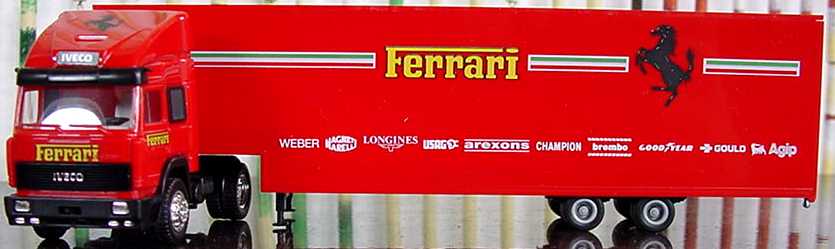 IVECO
Ferrari
Ferrari
Ferrari
IVECO
WEBER MAGNETI MARELLI LONGINES USAG arexons CHAMPION brembo GOODYEAR GOULD Agip